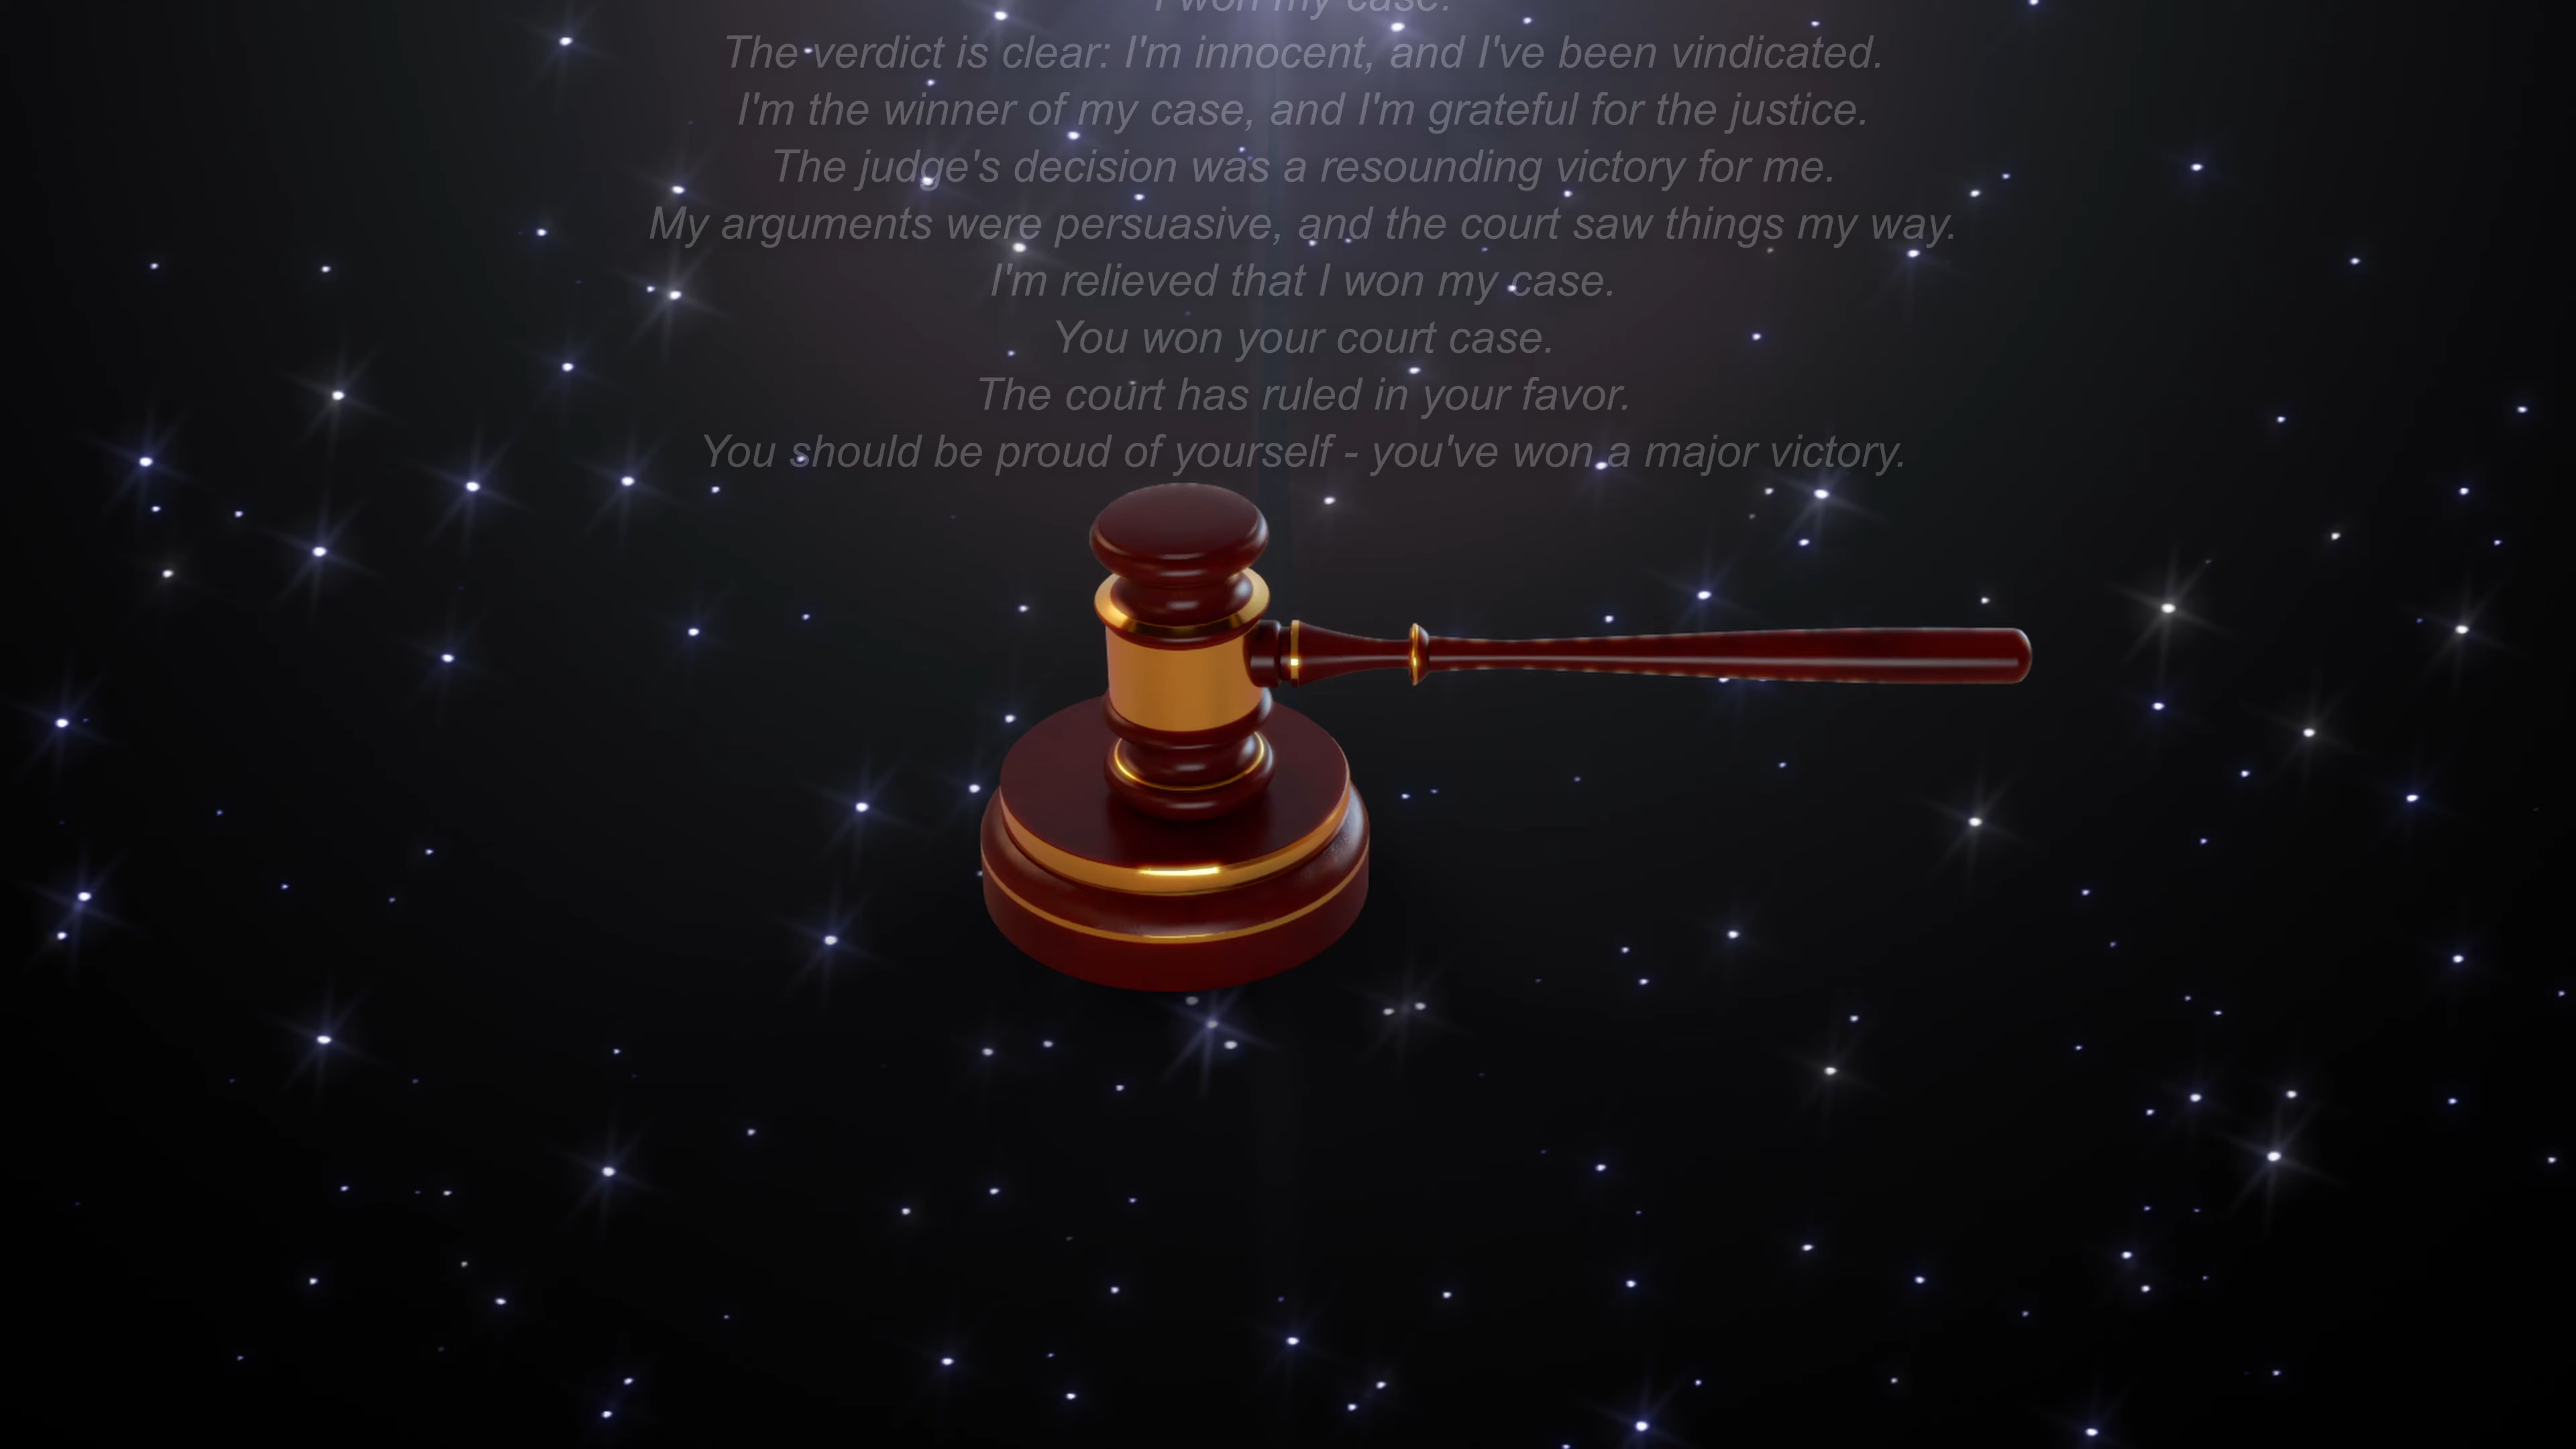 I won my case.
The verdict is clear: I'm innocent, and I've been vindicated.
I'm the winner of my case, and I'm grateful for the justice.
The judge's decision was a resounding victory for me.
My arguments were persuasive, and the court saw things my way.
I'm relieved that I won my case.
You won your court case.
The court has ruled in your favor.
You should be proud of yourself - you've won a major victory.